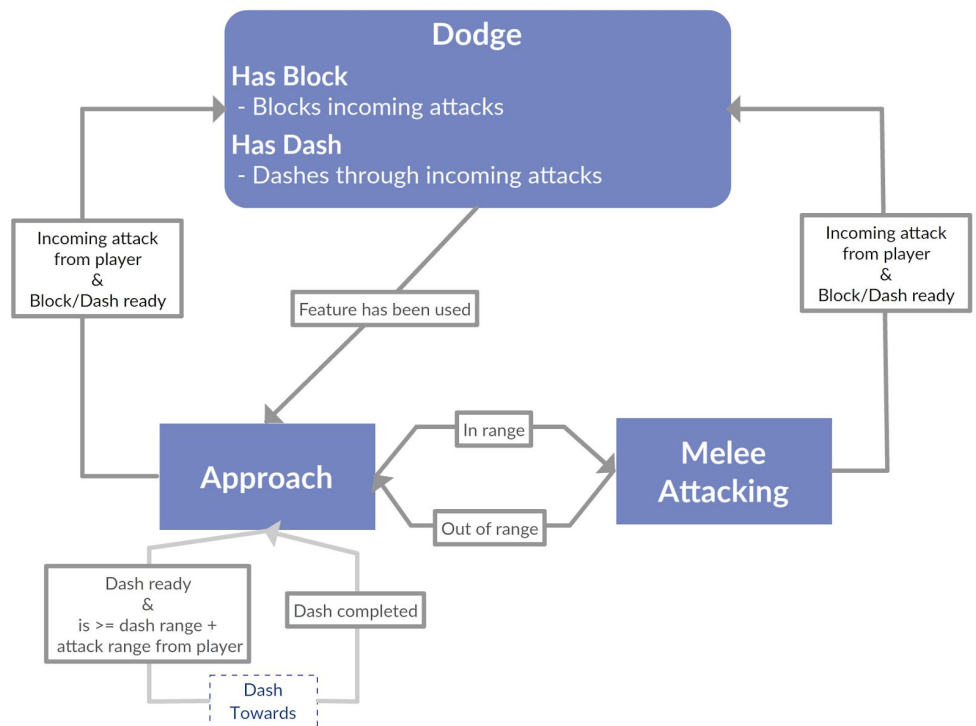 Dodge
Has Block
- Blocks incoming attacks
Has Dash
- Dashes through incoming attacks
Incoming attack
from player
&
Block/Dash ready
Incoming attack
from player
&
Block/Dash ready
Feature has been used
In range
Approach
Melee
Attacking
Out of range
Dash ready
&
is >= dash range +
attack range from player
Dash completed
Dash
Towards